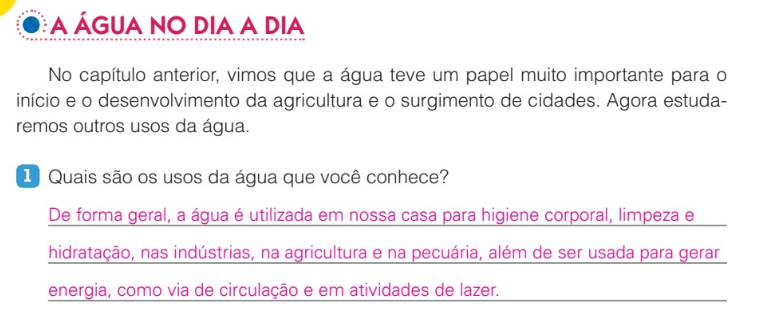 A ÁGUA NO DIA A DIA
No capítulo anterior, vimos que a água teve um papel muito importante para o
início e o desenvolvimento da agricultura e o surgimento de cidades. Agora estuda-
remos outros usos da água.
1 Quais são os usos da água que você conhece?
De forma geral, a água é utilizada em nossa casa para higiene corporal, limpeza e
hidratação, nas indústrias, na agricultura e na pecuária, além de ser usada para gerar
energia, como via de circulação e em atividades de lazer.